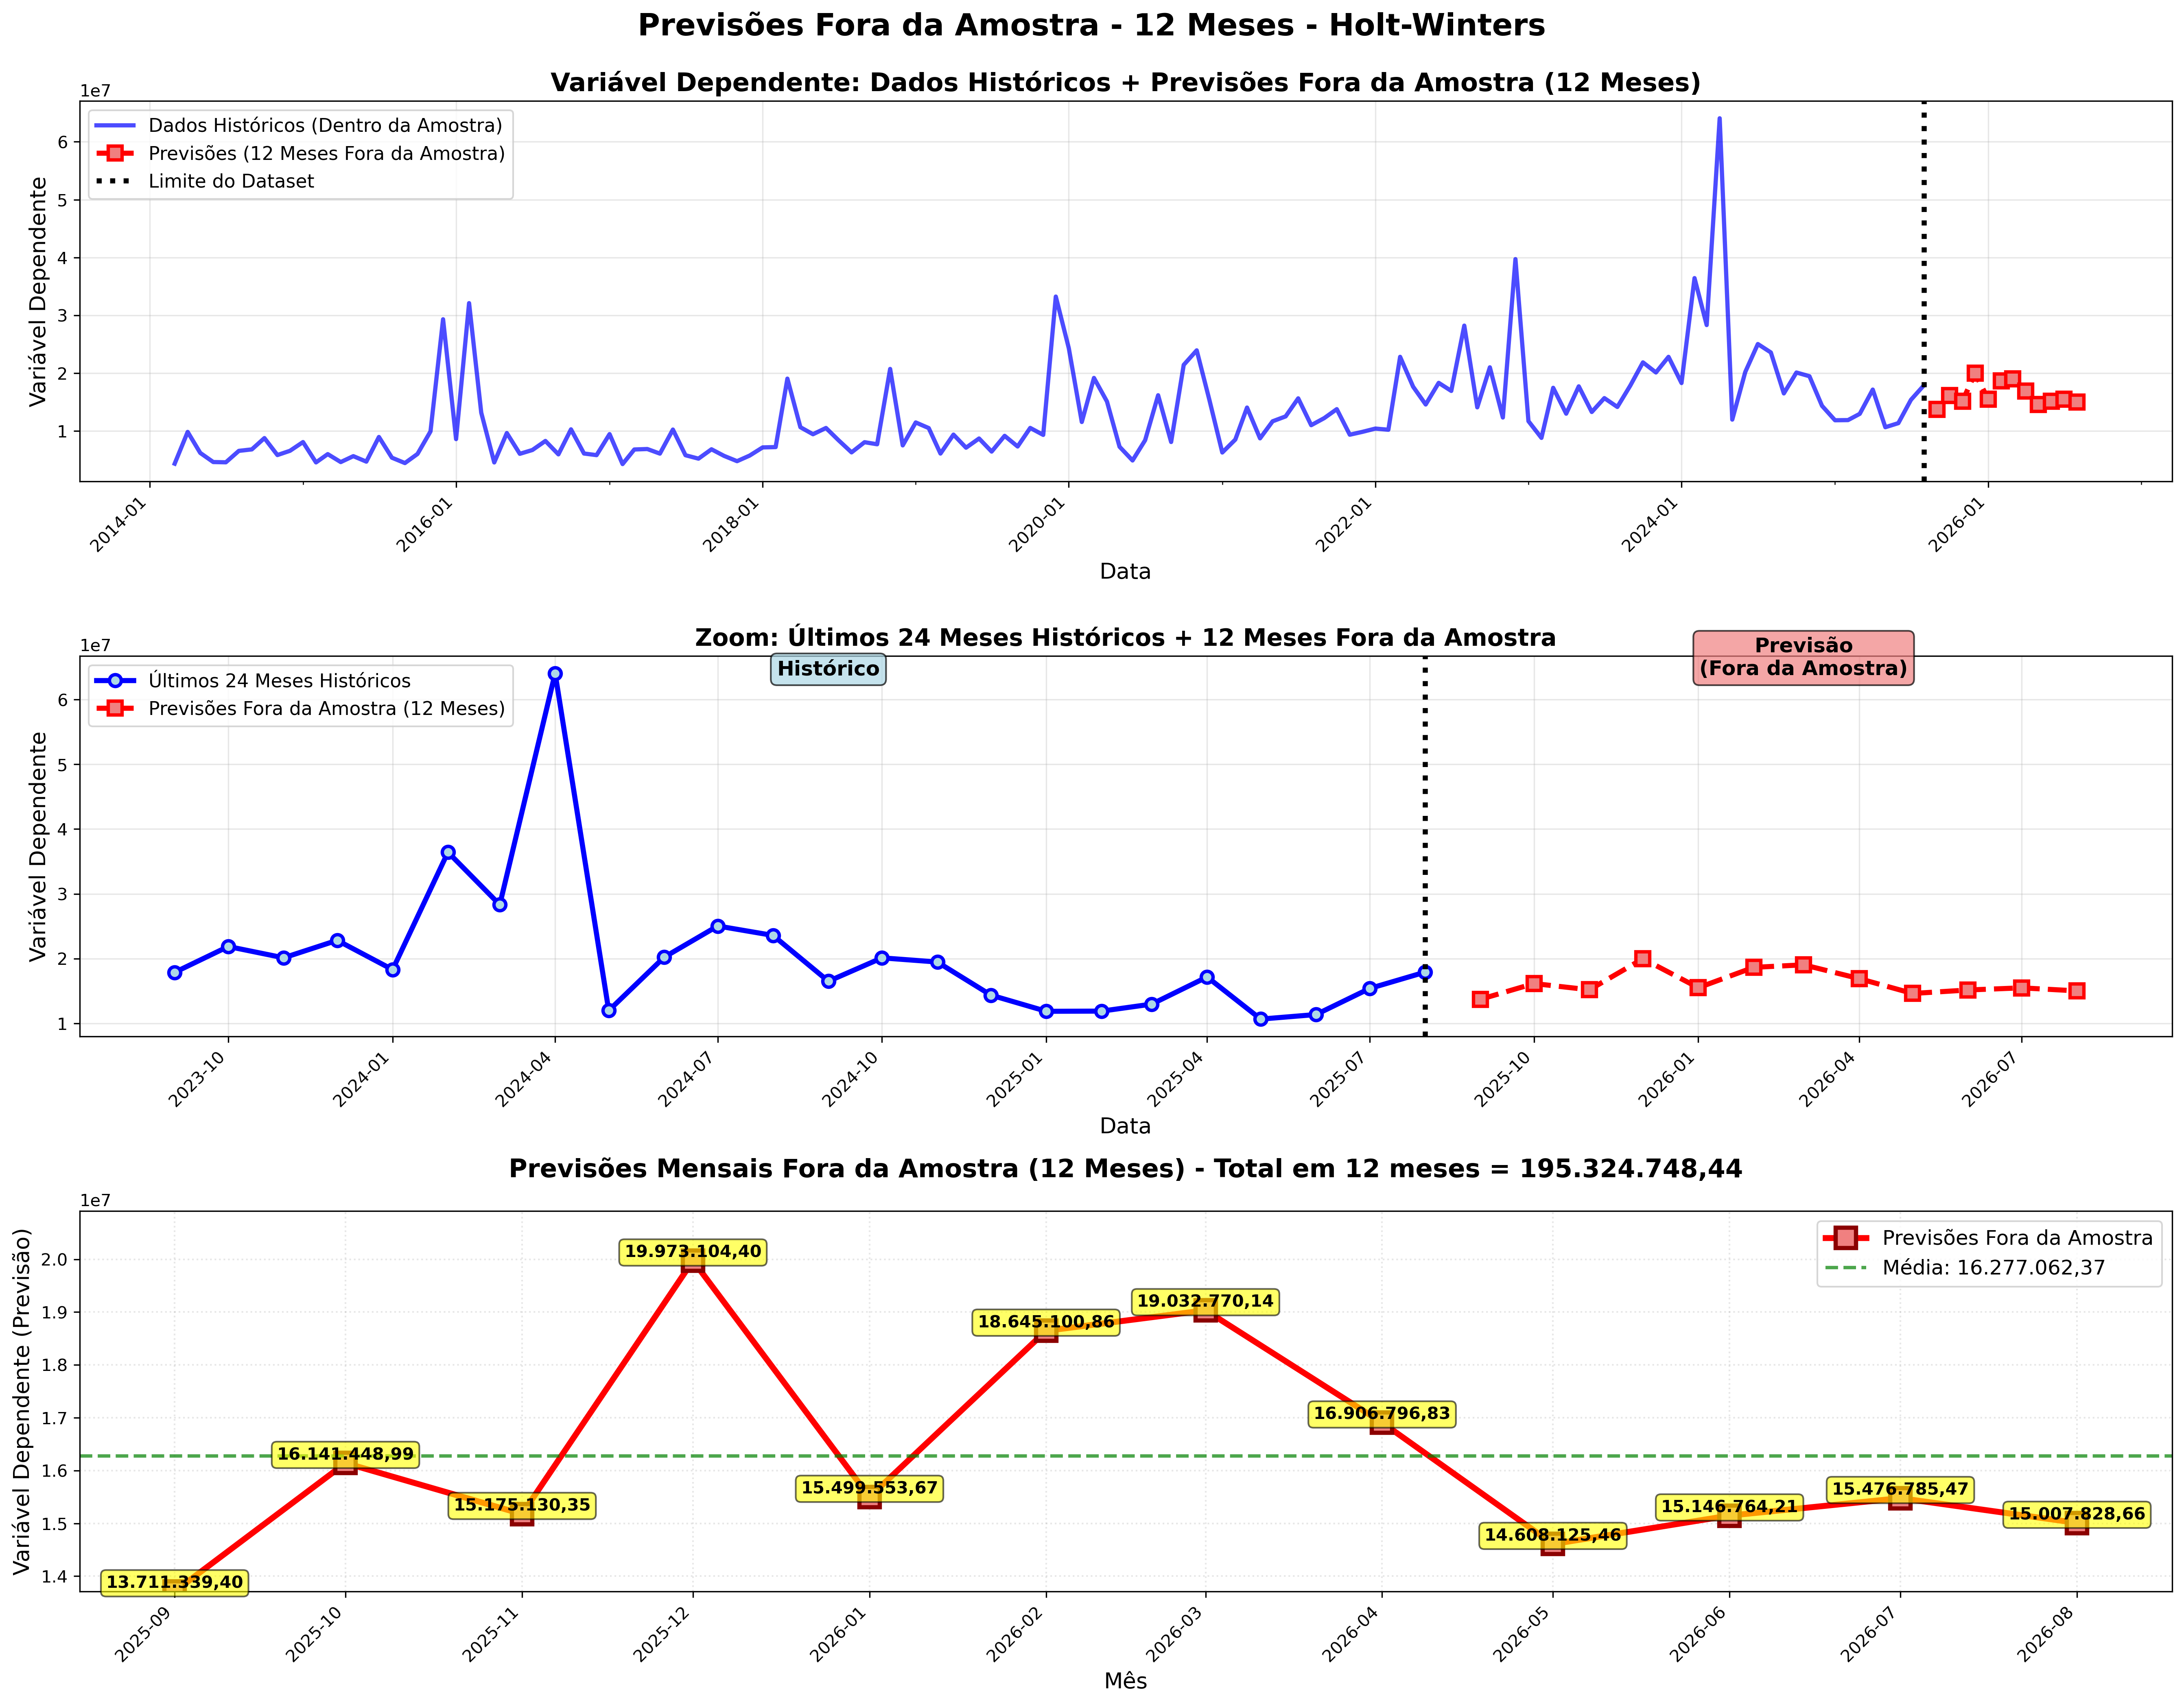 Previsões Fora da Amostra - 12 Meses - Holt-Winters
Variável Dependente: Dados Históricos + Previsões Fora da Amostra (12 Meses)
1e7
Dados Históricos (Dentro da Amostra)
Previsões (12 Meses Fora da Amostra)
Limite do Dataset
Variável Dependente
6
5
4
3
2
1
2014-01
2016-01
2018-01
2020-01
2022-01
2024-01
2026-01
Data
Zoom: Últimos 24 Meses Históricos + 12 Meses Fora da Amostra
1e7
Histórico
Previsão
(Fora da Amostra)
Últimos 24 Meses Históricos
Previsões Fora da Amostra (12 Meses)
Variável Dependente
6
5
4
3
2
1
2023-10
2024-01
2024-04
2024-07
2024-10
2025-01
2025-04
2025-07
2025-10
2026-01
2026-04
2026-07
Data
Previsões Mensais Fora da Amostra (12 Meses) - Total em 12 meses = 195.324.748,44
1e7
Previsões Fora da Amostra
Média: 16.277.062,37
Variável Dependente (Previsão)
2.0
1.9
1.8
1.7
1.6
1.5
1.4
13.711.339,40
16.141.448,99
15.175.130,35
19.973.104,40
15.499.553,67
18.645.100,86
19.032.770,14
16.906.796,83
14.608.125,46
15.146.764,21
15.476.785,47
15.007.828,66
2025-09
2025-10
2025-11
2025-12
2026-01
2026-02
2026-03
2026-04
2026-05
2026-06
2026-07
2026-08
Mês